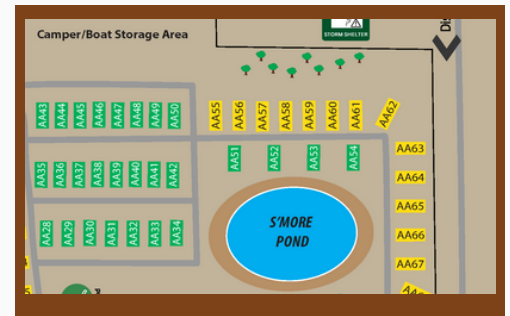 STORM SHELTER
Camper/Boat Storage Area
AA43
AA44
AA45
AA46
AA47
AA48
AA49
AA50
AA55
AA56
AA57
AA58
AA59
AA60
AA61
AA62
AA51
AA52
AA53
AA54
AA63
AA35
AA36
AA37
AA38
AA39
AA40
AA41
AA42
AA64
AA65
AA66
AA67
AA28
AA29
AA30
AA31
AA32
AA33
AA34
S'MORE
POND